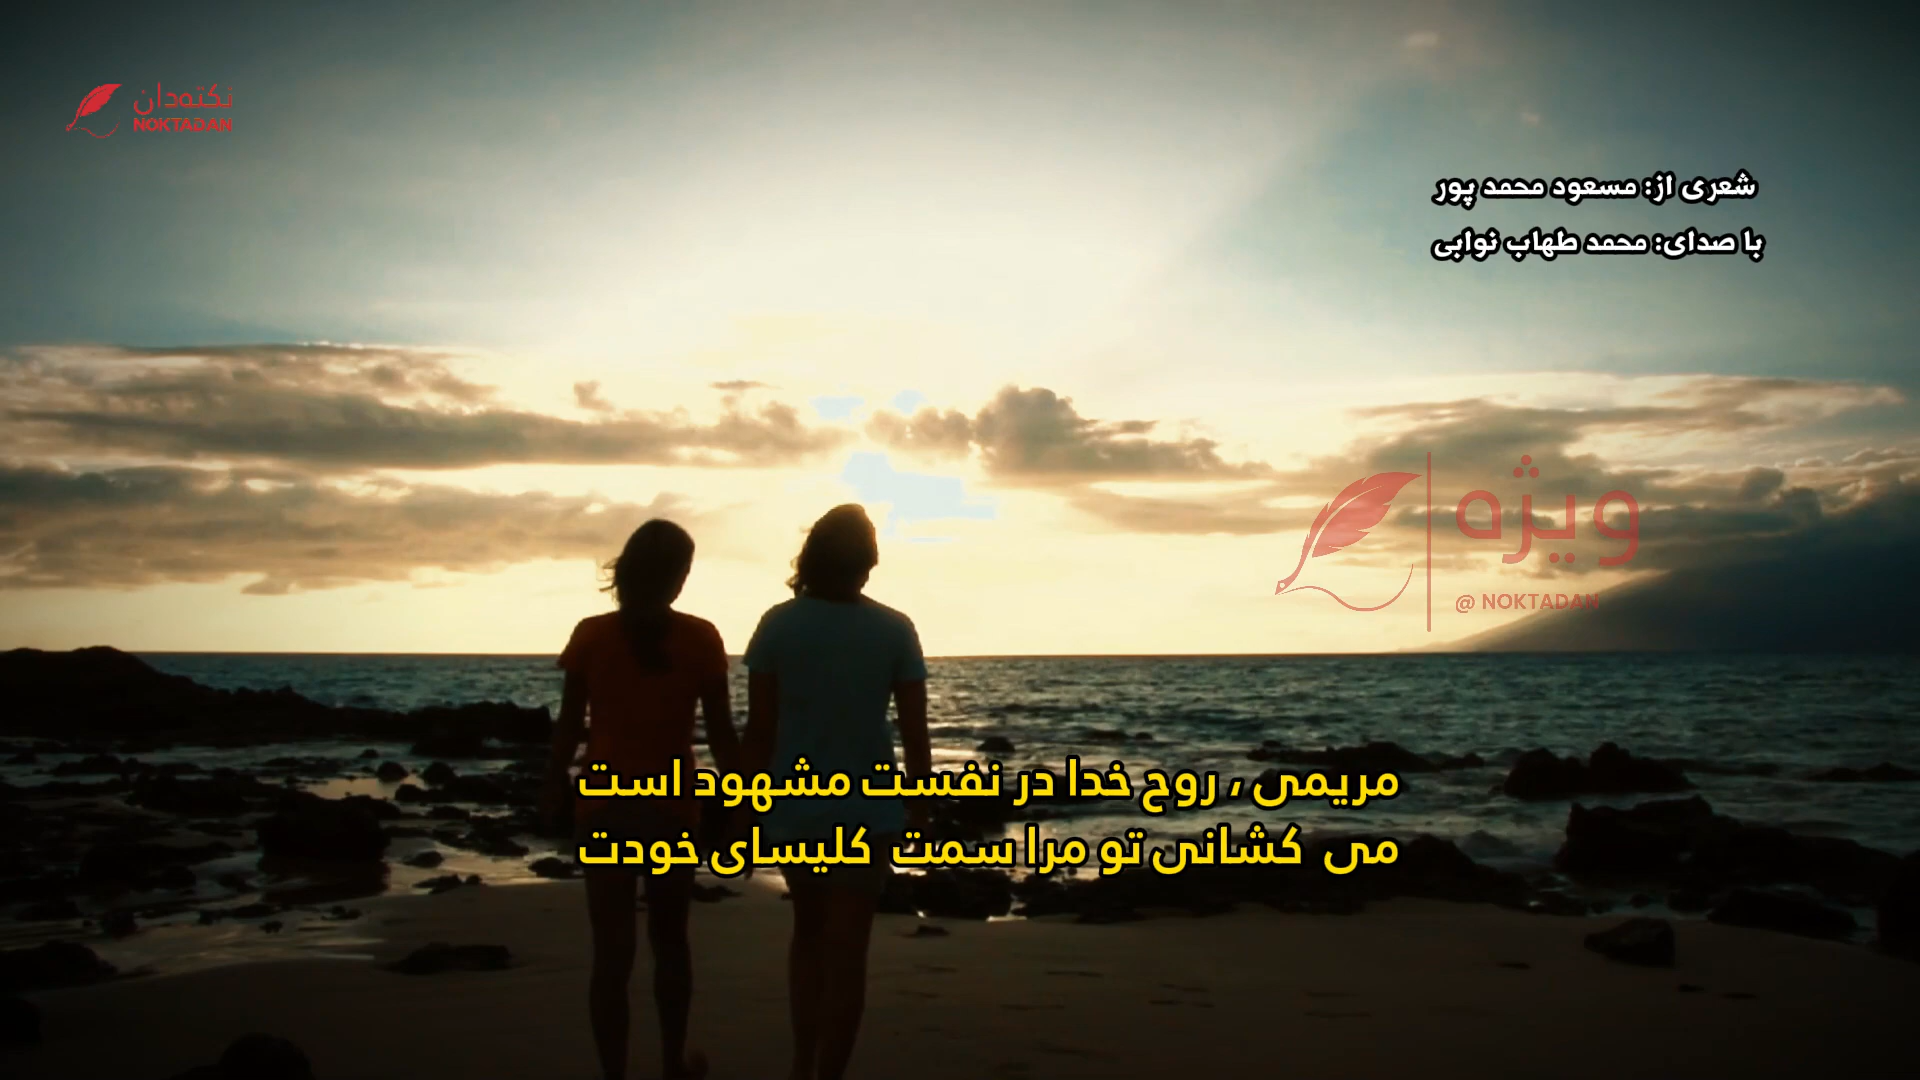 نکته‌دان
NOKTADAN
شعری از: مسعود محمد پور
با صدای: محمد طهاب نوابی
ویژه
@ NOKTADAN
مریمی ، روح خدا در نفست مشهود است
می کشانی تو مرا سمت کلیسای خودت